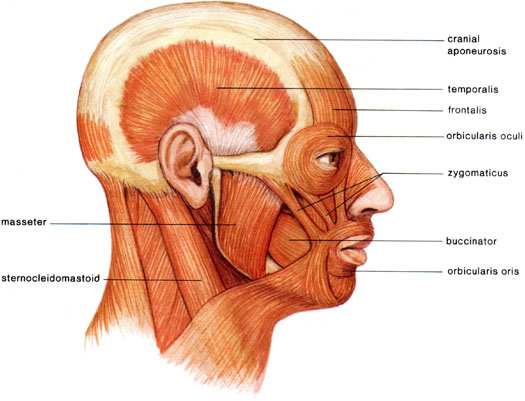 cranial
aponeurosis
temporalis
frontalis
orbicularis oculi
zygomaticus
masseter
buccinator
orbicularis oris
sternocleidomastoid